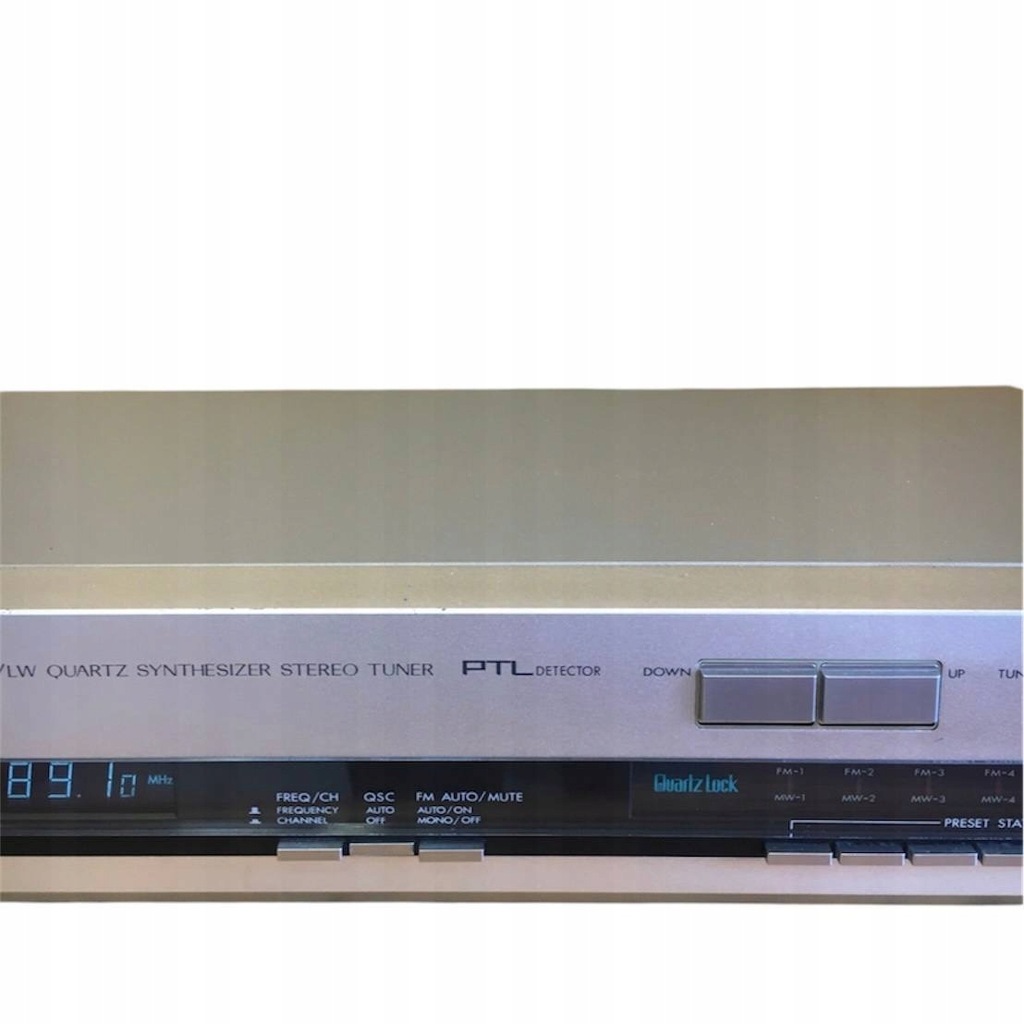 /LW QUARTZ SYNTHESIZER STEREO TUNER PTL DETECTOR
DOWN UP
89.10 MHz
FREQ/CH QSC FM AUTO/MUTE
FREQUENCY AUTO AUTO/ON
CHANNEL OFF MONO/OFF
Quartz Lock
FM-1 FM-2 FM-3 FM-4
MW-1 MW-2 MW-3 MW-4
PRESET